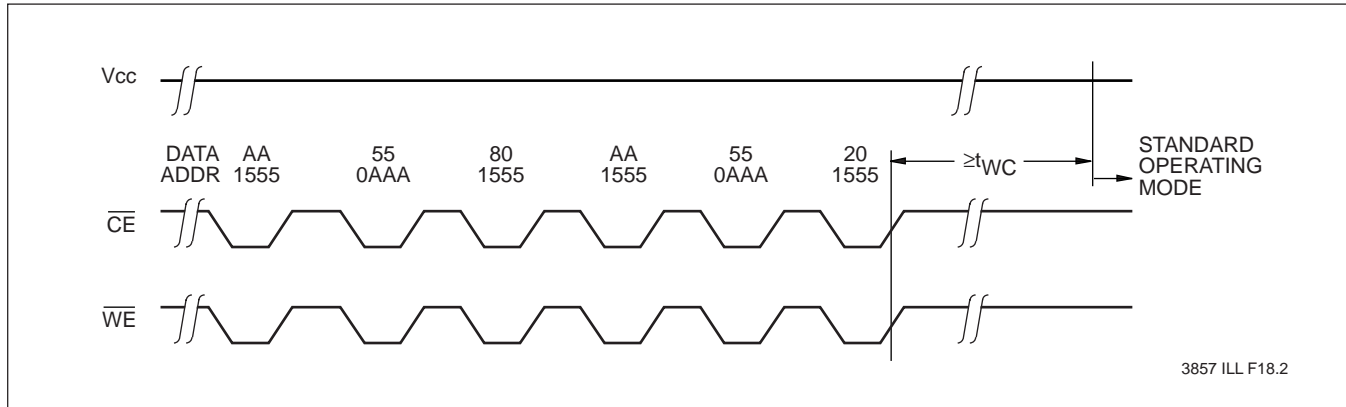 Vcc
DATA AA 55 80 AA 55 20
ADDR 1555 0AAA 1555 1555 0AAA 1555
≥tWC
STANDARD
OPERATING
MODE
CE
WE
3857 ILL F18.2